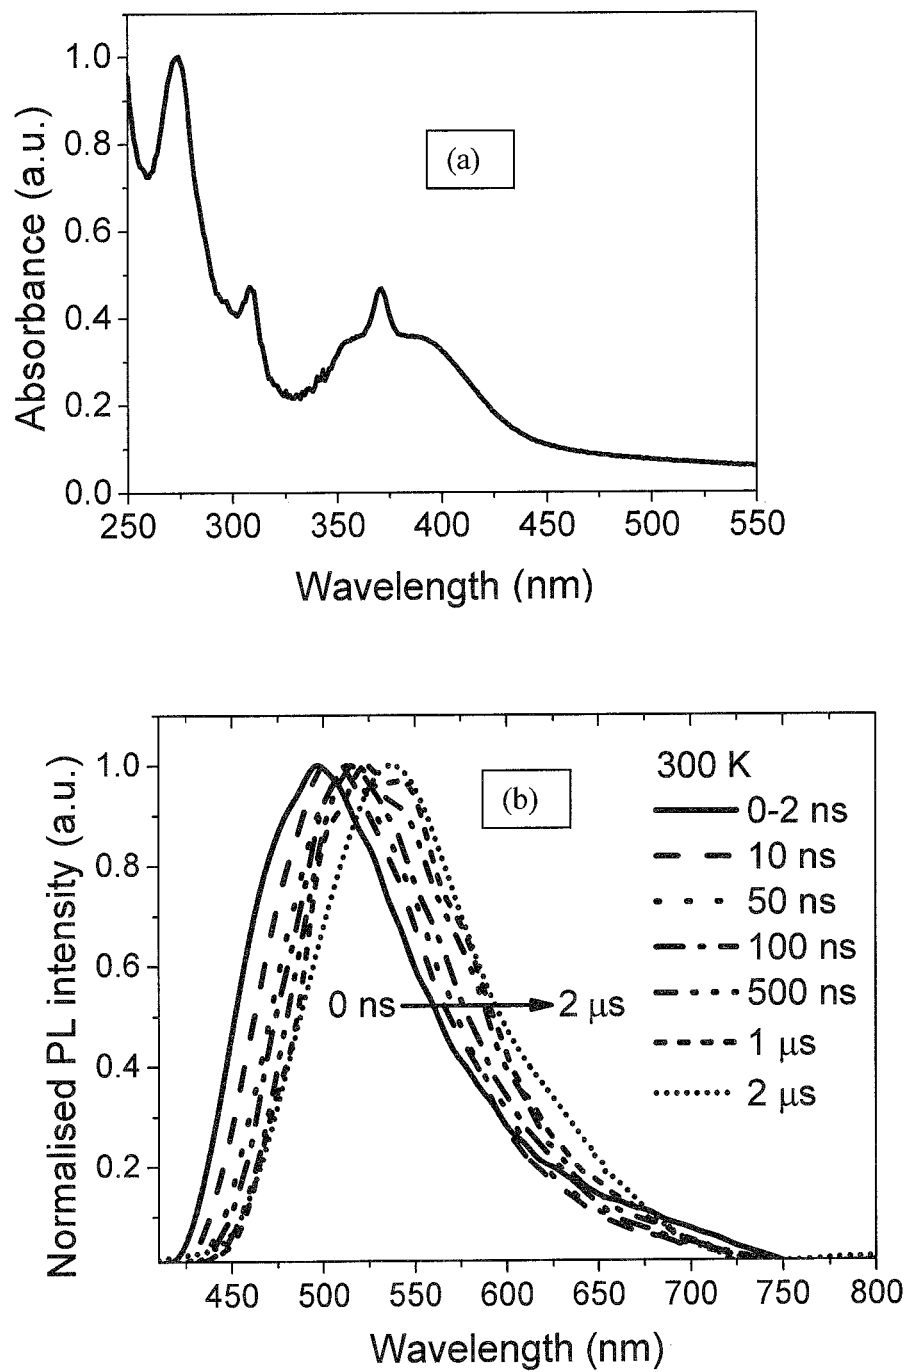 1.0
(a)
0.8
0.6
0.4
0.2
0.0
Absorbance (a.u.)
250 300 350 400 450 500 550
Wavelength (nm)
1.0
0.8
0.6
0.4
0.2
Normalised PL intensity (a.u.)
(b)
300 K
0-2 ns
10 ns
50 ns
100 ns
500 ns
1 μs
2 μs
0 ns 2 μs
450 500 550 600 650 700 750 800
Wavelength (nm)